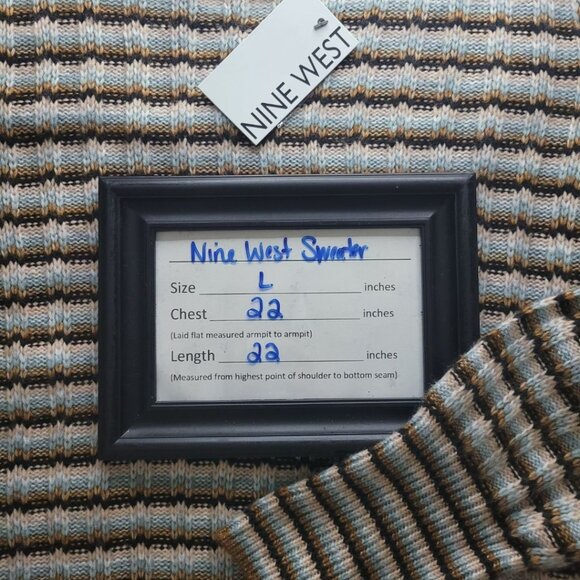 NINE WEST
Nine West Sweater
Size L inches
Chest 22 inches
(Laid flat measured armpit to armpit)
Length 22 inches
(Measured from highest point of shoulder to bottom seam)